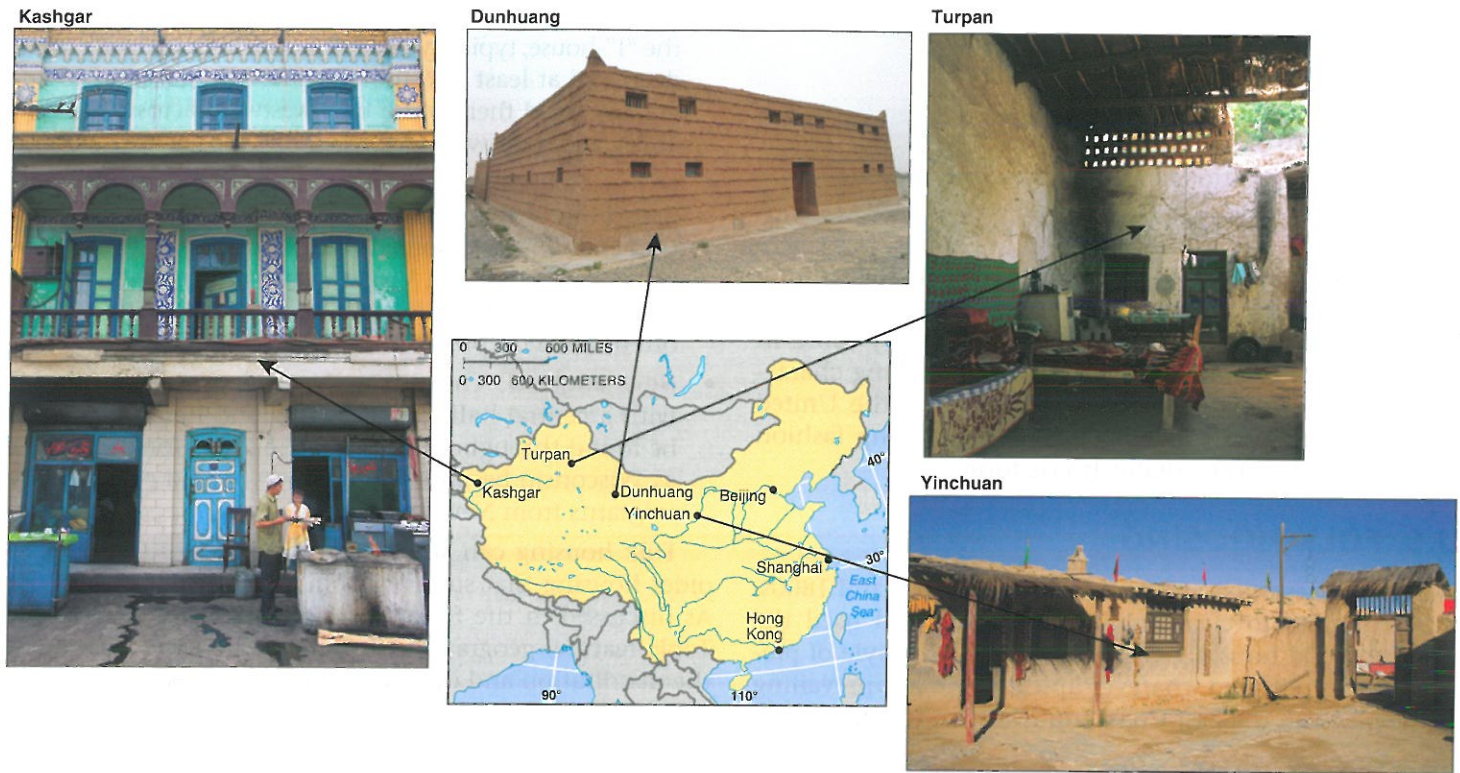 Kashgar
Dunhuang
Turpan
0 300 600 MILES
0 300 600 KILOMETERS
Turpan
Kashgar
Dunhuang
Yinchuan
Beijing
Shanghai
Hong
Kong
East
China
Sea
40°
30°
90°
110°
Yinchuan